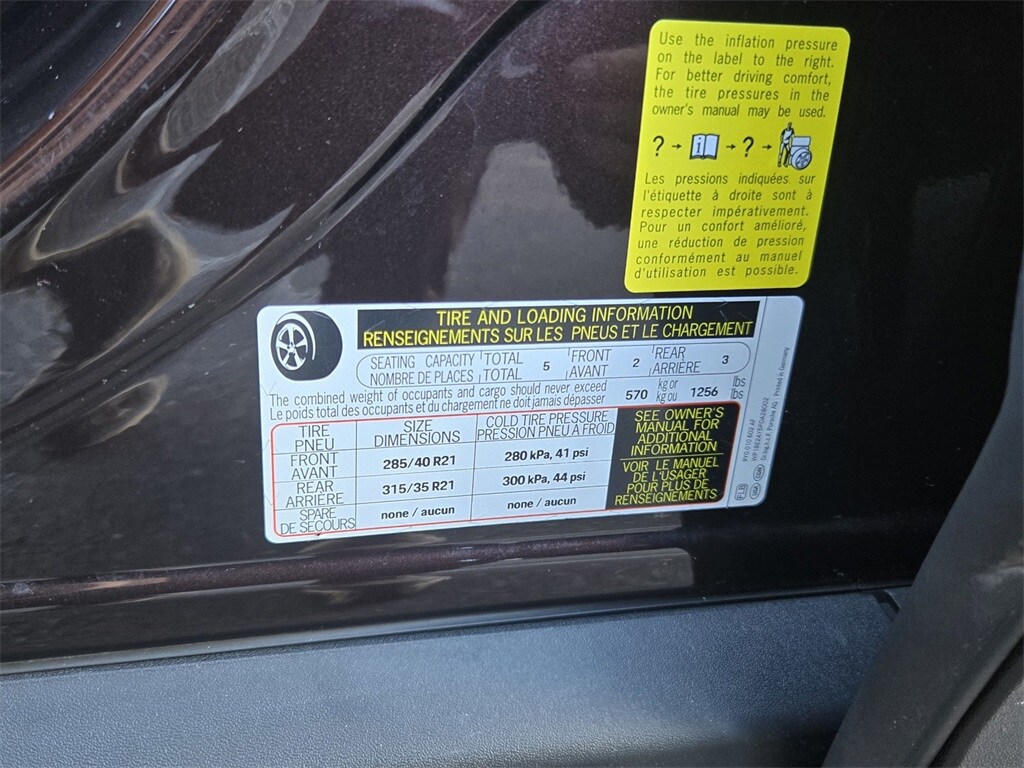 Use the inflation pressure
on the label to the right.
For better driving comfort,
the tire pressures in the
owner's manual may be used.
? → i → ? →
Les pressions indiquées sur
l'étiquette à droite sont à
respecter impérativement.
Pour un confort amélioré,
une réduction de pression
conformément au manuel
d'utilisation est possible.
TIRE AND LOADING INFORMATION
RENSEIGNEMENTS SUR LES PNEUS ET LE CHARGEMENT
SEATING CAPACITY TOTAL 5 FRONT 2 REAR 3
NOMBRE DE PLACES TOTAL AVANT ARRIÈRE
The combined weight of occupants and cargo should never exceed 570 kg or 1256 lbs
Le poids total des occupants et du chargement ne doit jamais dépasser kg ou lbs
TIRE SIZE COLD TIRE PRESSURE
PNEU DIMENSIONS PRESSION PNEU À FROID
FRONT 285/40 R21 280 kPa, 41 psi
AVANT
REAR 315/35 R21 300 kPa, 44 psi
ARRIÈRE
SPARE none / aucun none / aucun
DE SECOURS
SEE OWNER'S
MANUAL FOR
ADDITIONAL
INFORMATION
VOIR LE MANUEL
DE L'USAGER
POUR PLUS DE
RENSEIGNEMENTS
Printed in Germany